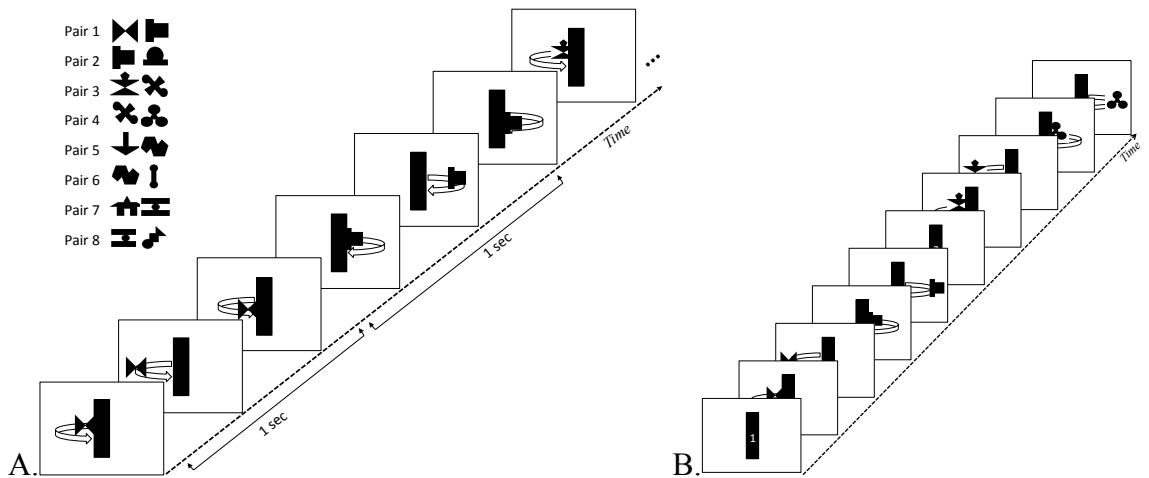 Pair 1
Pair 2
Pair 3
Pair 4
Pair 5
Pair 6
Pair 7
Pair 8
1 sec
1 sec
Time
...
A.
1
Time
B.